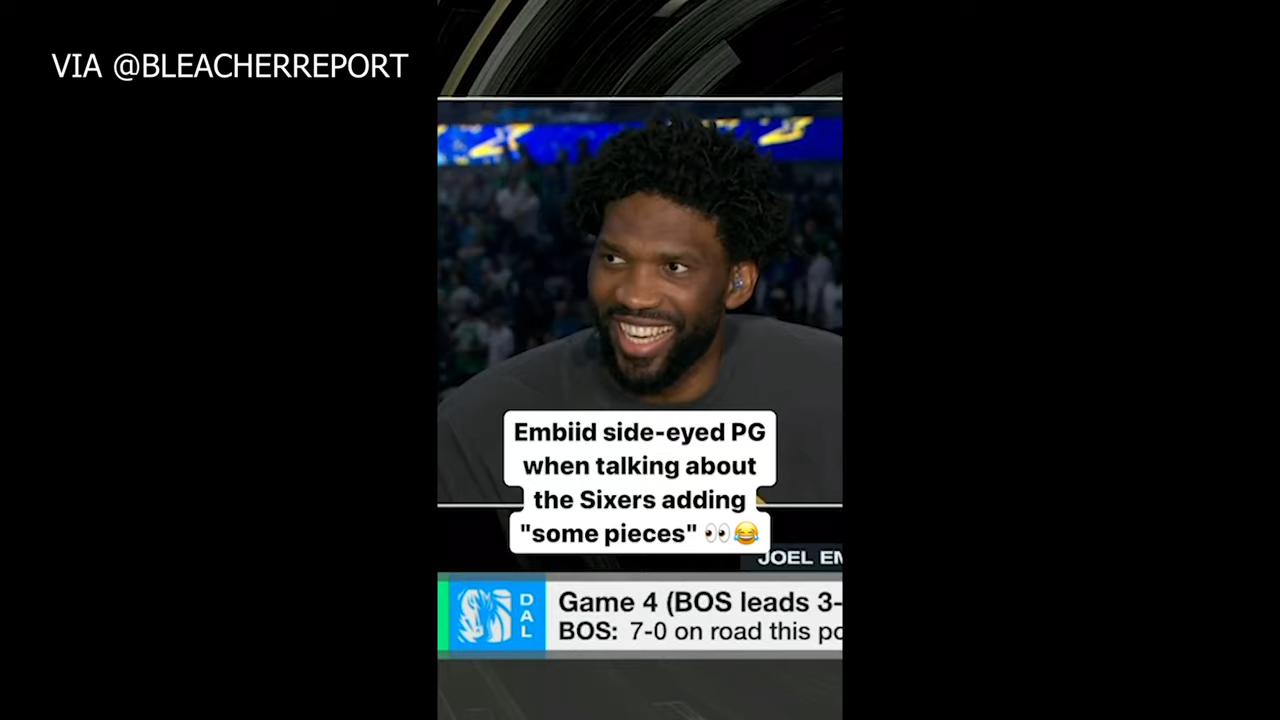 VIA @BLEACHERREPORT
Embiid side-eyed PG
when talking about
the Sixers adding
"some pieces" 👀😂
JOEL EM
DAL
Game 4 (BOS leads 3-
BOS: 7-0 on road this po